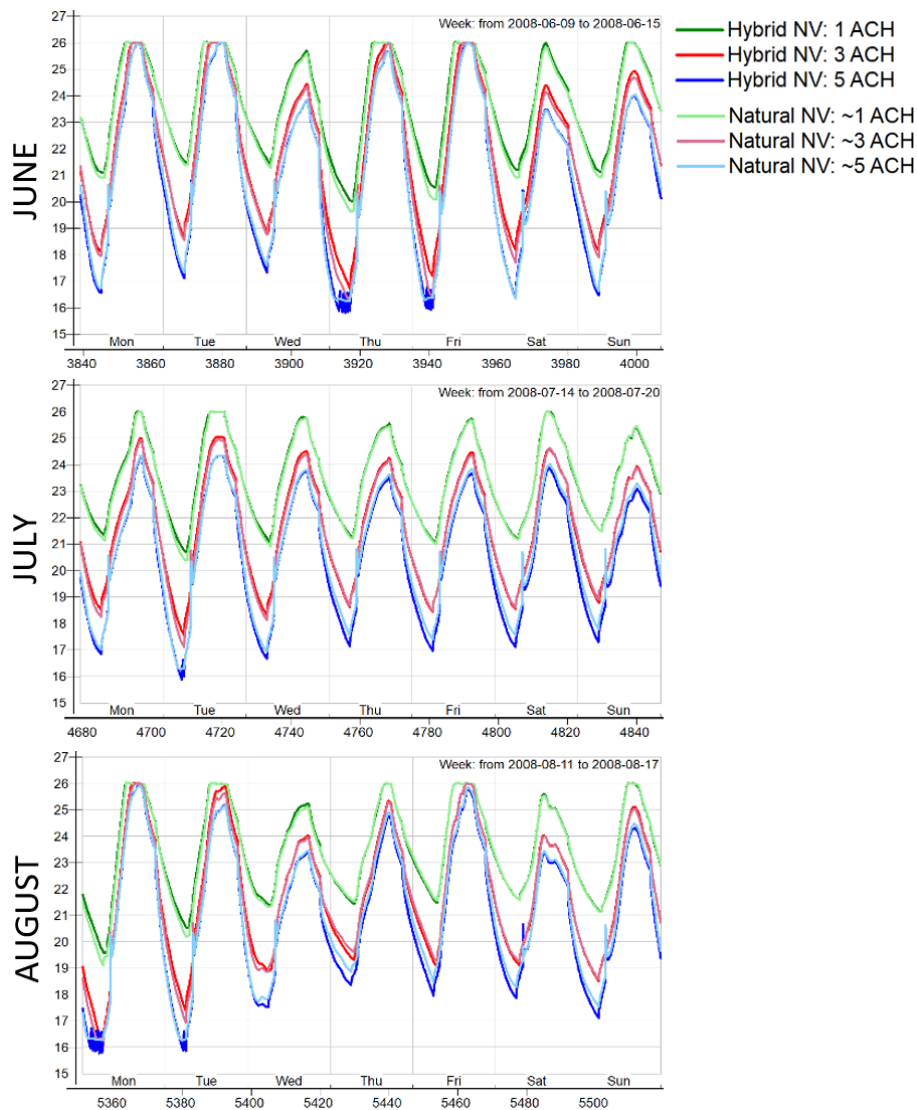 Week: from 2008-06-09 to 2008-06-15
Hybrid NV: 1 ACH
Hybrid NV: 3 ACH
Hybrid NV: 5 ACH
Natural NV: ~1 ACH
Natural NV: ~3 ACH
Natural NV: ~5 ACH
JUNE
26
25
24
23
22
21
20
19
18
17
16
15
Mon Tue Wed Thu Fri Sat Sun
3840 3860 3880 3900 3920 3940 3960 3980 4000
Week: from 2008-07-14 to 2008-07-20
JULY
27
26
25
24
23
22
21
20
19
18
17
16
15
Mon Tue Wed Thu Fri Sat Sun
4680 4700 4720 4740 4760 4780 4800 4820 4840
Week: from 2008-08-11 to 2008-08-17
AUGUST
27
26
25
24
23
22
21
20
19
18
17
16
15
Mon Tue Wed Thu Fri Sat Sun
5360 5380 5400 5420 5440 5460 5480 5500